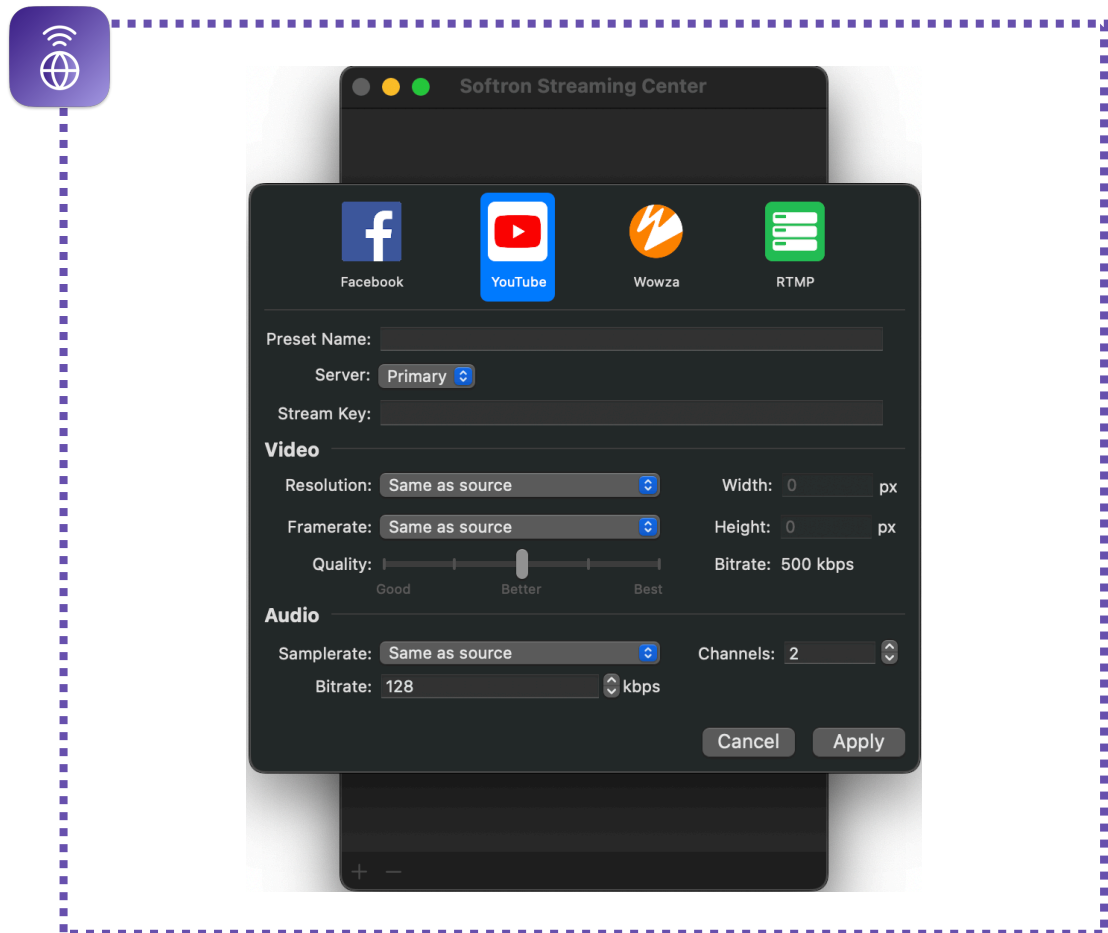 Softron Streaming Center
Facebook YouTube Wowza RTMP
Preset Name:
Server: Primary
Stream Key:
Video
Resolution: Same as source Width: 0 px
Framerate: Same as source Height: 0 px
Quality: Bitrate: 500 kbps
Good Better Best
Audio
Samplerate: Same as source Channels: 2
Bitrate: 128 kbps
Cancel Apply